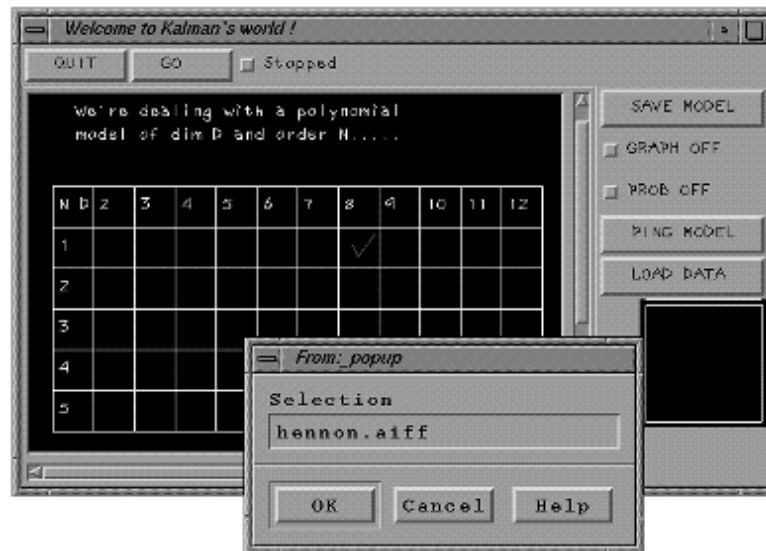 Welcome to Kalman's world !
QUIT GO Stopped
We're dealing with a polynomial
model of dim D and order N.....
SAVE MODEL
GRAPH OFF
PROB OFF
PING MODEL
LOAD DATA
N D 2 3 4 5 6 7 8 9 10 11 12
1
2
3
4
5
From:_popup
Selection
hennon.aiff
OK Cancel Help